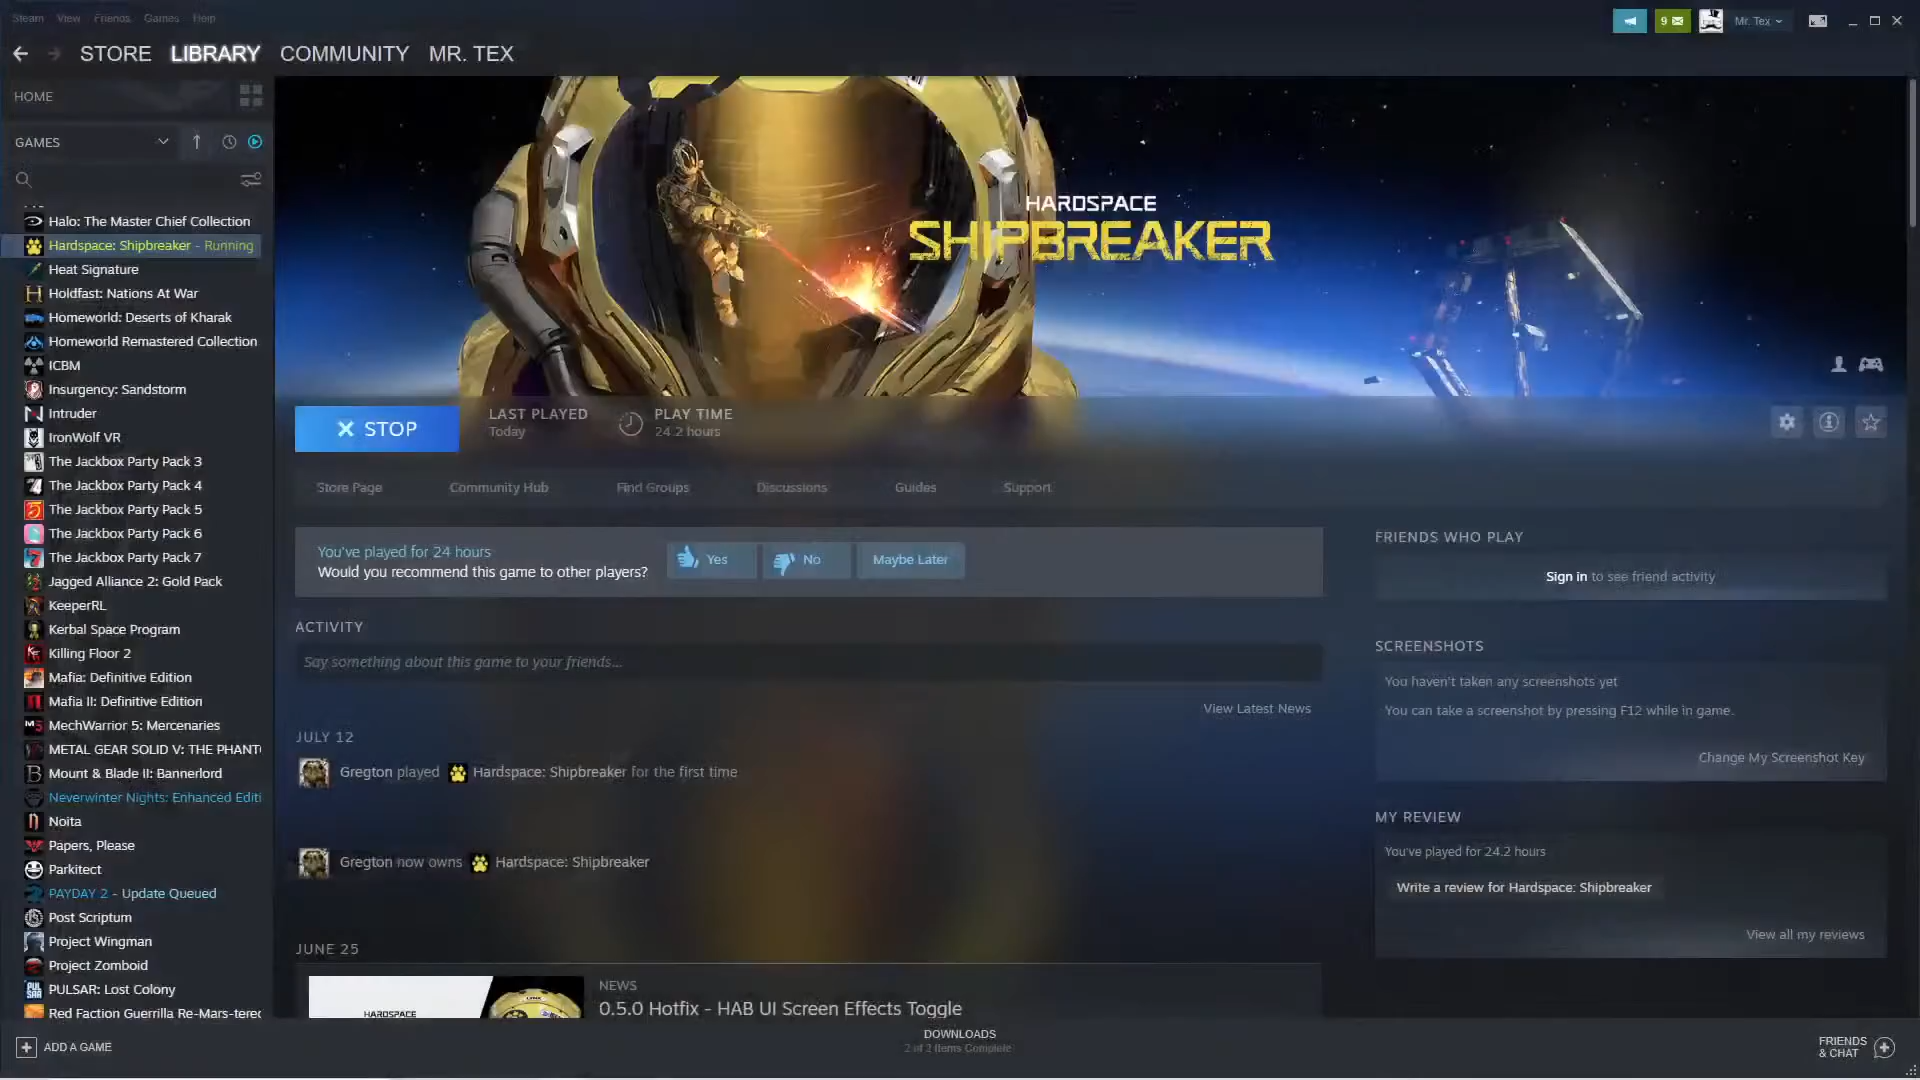 Steam View Friends Games Help
9 Mr. Tex
STORE LIBRARY COMMUNITY MR. TEX
HOME
GAMES
Halo: The Master Chief Collection
Hardspace: Shipbreaker - Running
Heat Signature
Holdfast: Nations At War
Homeworld: Deserts of Kharak
Homeworld Remastered Collection
ICBM
Insurgency: Sandstorm
Intruder
IronWolf VR
The Jackbox Party Pack 3
The Jackbox Party Pack 4
The Jackbox Party Pack 5
The Jackbox Party Pack 6
The Jackbox Party Pack 7
Jagged Alliance 2: Gold Pack
KeeperRL
Kerbal Space Program
Killing Floor 2
Mafia: Definitive Edition
Mafia II: Definitive Edition
MechWarrior 5: Mercenaries
METAL GEAR SOLID V: THE PHANT
Mount & Blade II: Bannerlord
Neverwinter Nights: Enhanced Editi
Noita
Papers, Please
Parkitect
PAYDAY 2 - Update Queued
Post Scriptum
Project Wingman
Project Zomboid
PULSAR: Lost Colony
Red Faction Guerrilla Re-Mars-tered
ADD A GAME
HARDSPACE
SHIPBREAKER
STOP
LAST PLAYED
Today
PLAY TIME
24.2 hours
Store Page Community Hub Find Groups Discussions Guides Support
You've played for 24 hours
Would you recommend this game to other players?
Yes No Maybe Later
ACTIVITY
Say something about this game to your friends...
View Latest News
JULY 12
Gregton played Hardspace: Shipbreaker for the first time
Gregton now owns Hardspace: Shipbreaker
JUNE 25
HARDSPACE
NEWS
0.5.0 Hotfix - HAB UI Screen Effects Toggle
FRIENDS WHO PLAY
Sign in to see friend activity
SCREENSHOTS
You haven't taken any screenshots yet
You can take a screenshot by pressing F12 while in game.
Change My Screenshot Key
MY REVIEW
You've played for 24.2 hours
Write a review for Hardspace: Shipbreaker
View all my reviews
DOWNLOADS
2 of 2 Items Complete
FRIENDS
& CHAT